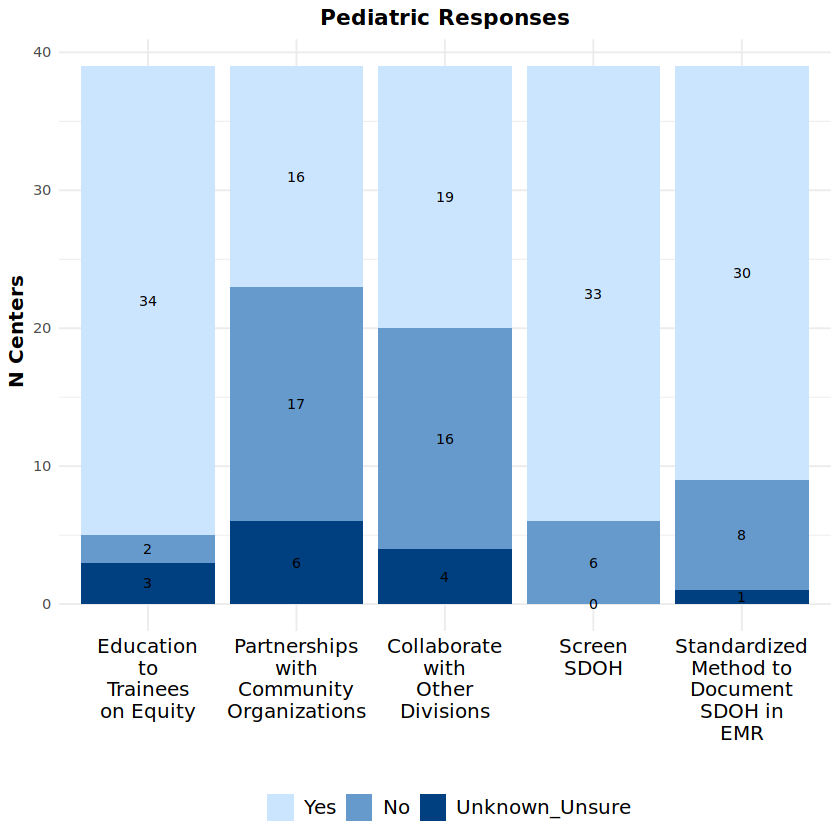 Pediatric Responses
N Centers
40
30
20
10
0
34
2
3
16
17
6
19
16
4
33
6
0
30
8
1
Education
to
Trainees
on Equity
Partnerships
with
Community
Organizations
Collaborate
with
Other
Divisions
Screen
SDOH
Standardized
Method to
Document
SDOH in
EMR
Yes No Unknown_Unsure